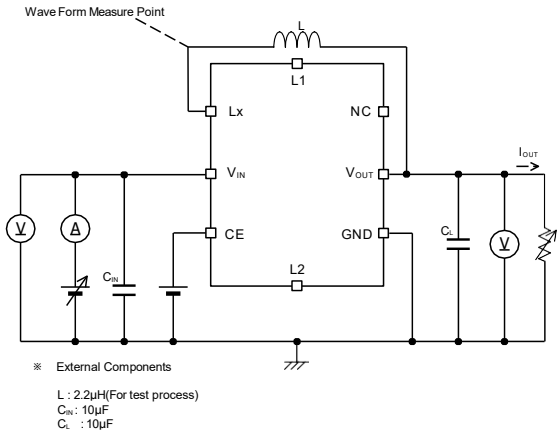 Wave Form Measure Point
L
L1
Lx
NC
VIN
VOUT
IOUT
V
A
CIN
CE
GND
CL
V
L2
※ External Components
L : 2.2μH(For test process)
CIN : 10μF
CL : 10μF